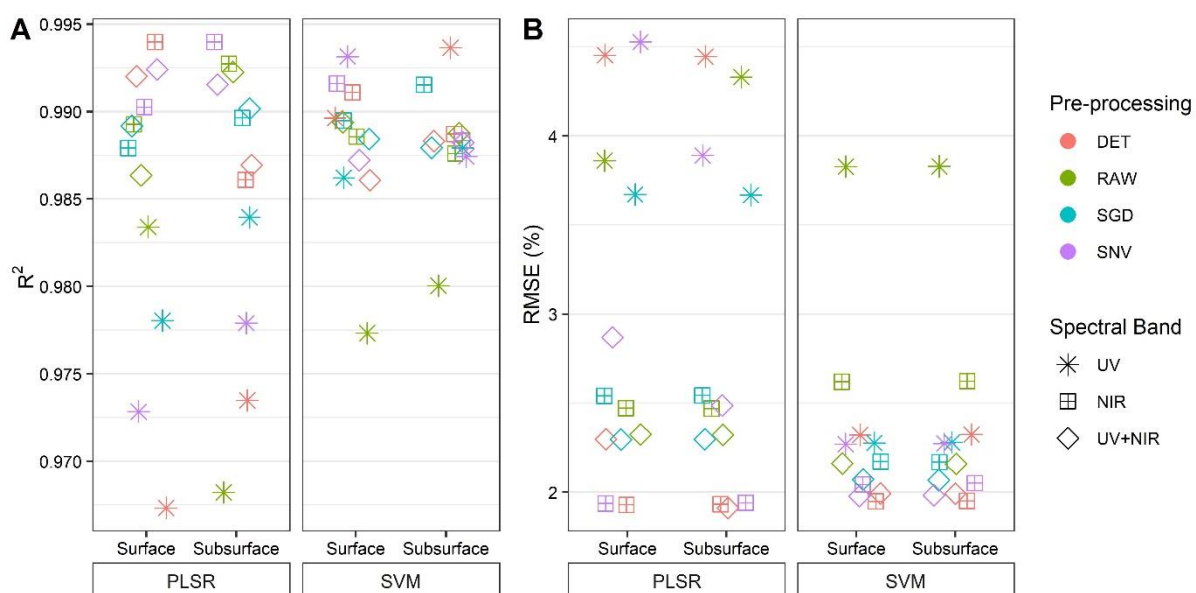 A
R²
0.995
0.990
0.985
0.980
0.975
0.970
Surface Subsurface Surface Subsurface
PLSR SVM
B
RMSE (%)
4
3
2
Surface Subsurface Surface Subsurface
PLSR SVM
Pre-processing
DET
RAW
SGD
SNV
Spectral Band
UV
NIR
UV+NIR